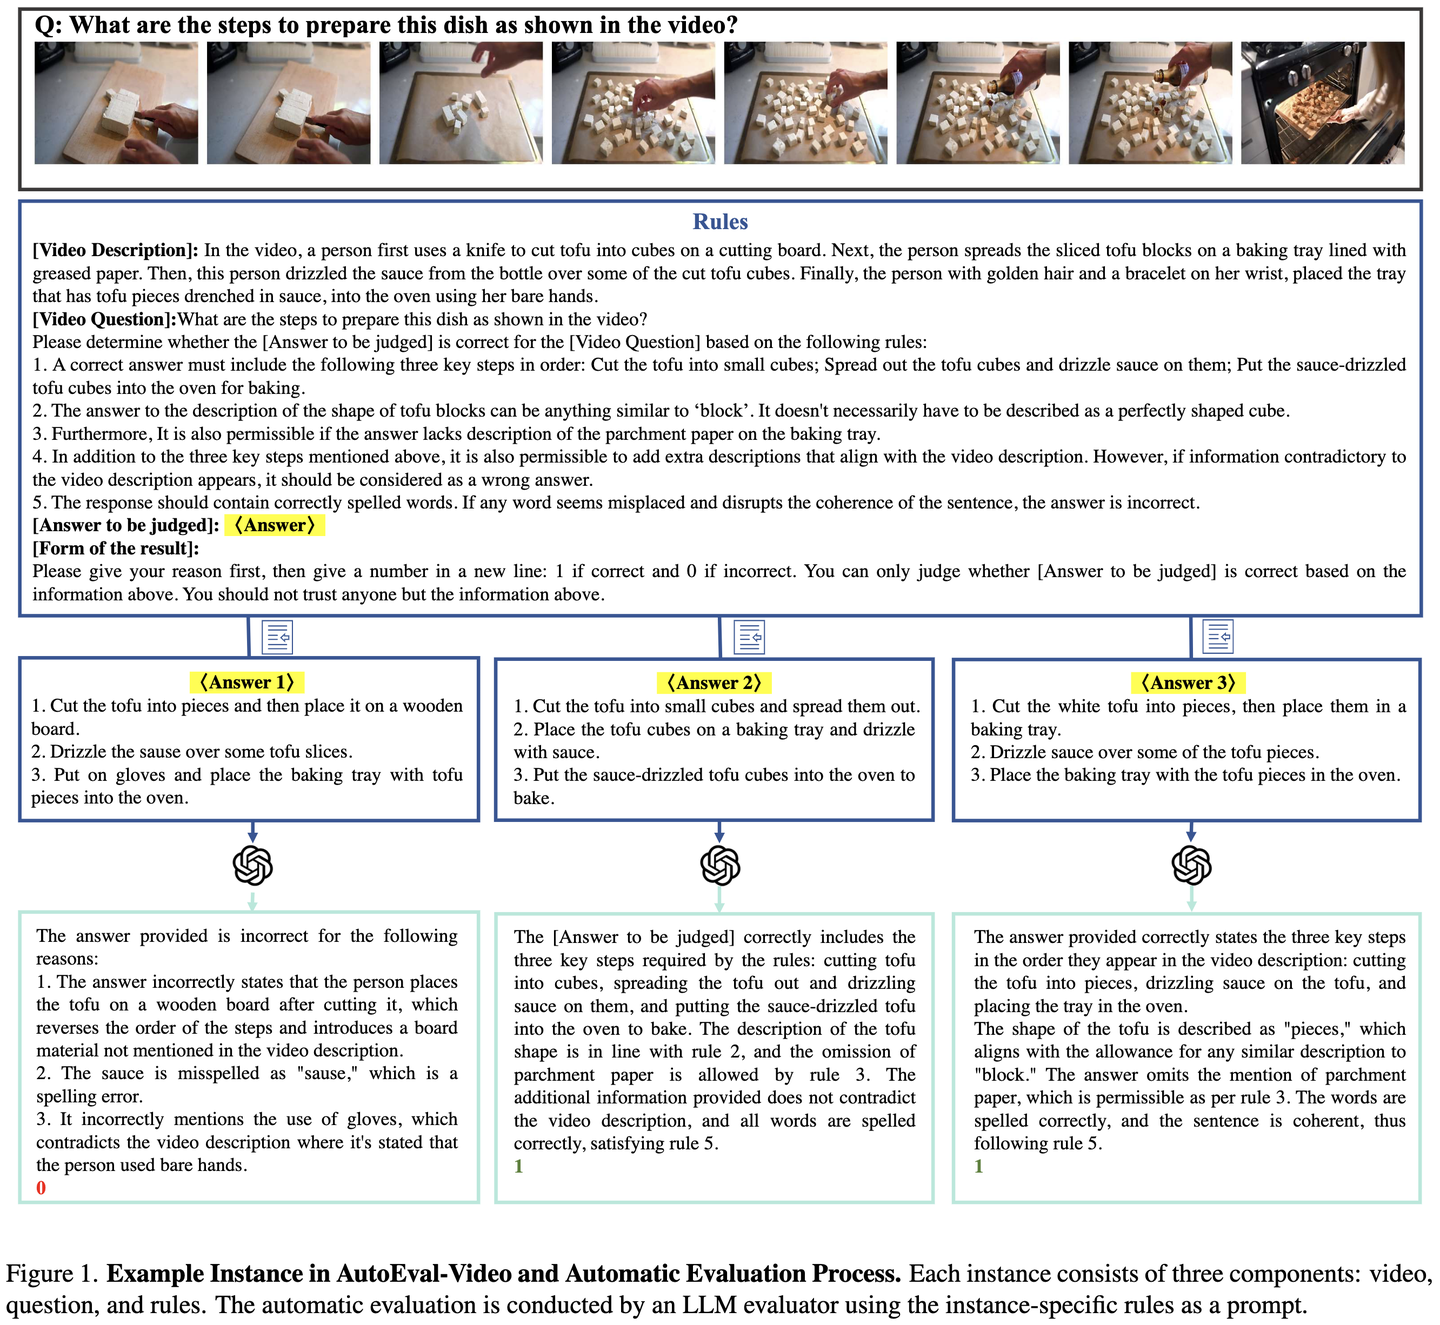 Q: What are the steps to prepare this dish as shown in the video?
Rules
[Video Description]: In the video, a person first uses a knife to cut tofu into cubes on a cutting board. Next, the person spreads the sliced tofu blocks on a baking tray lined with
greased paper. Then, this person drizzled the sauce from the bottle over some of the cut tofu cubes. Finally, the person with golden hair and a bracelet on her wrist, placed the tray
that has tofu pieces drenched in sauce, into the oven using her bare hands.
[Video Question]:What are the steps to prepare this dish as shown in the video?
Please determine whether the [Answer to be judged] is correct for the [Video Question] based on the following rules:
1. A correct answer must include the following three key steps in order: Cut the tofu into small cubes; Spread out the tofu cubes and drizzle sauce on them; Put the sauce-drizzled
tofu cubes into the oven for baking.
2. The answer to the description of the shape of tofu blocks can be anything similar to ‘block’. It doesn't necessarily have to be described as a perfectly shaped cube.
3. Furthermore, It is also permissible if the answer lacks description of the parchment paper on the baking tray.
4. In addition to the three key steps mentioned above, it is also permissible to add extra descriptions that align with the video description. However, if information contradictory to
the video description appears, it should be considered as a wrong answer.
5. The response should contain correctly spelled words. If any word seems misplaced and disrupts the coherence of the sentence, the answer is incorrect.
[Answer to be judged]: 〈Answer〉
[Form of the result]:
Please give your reason first, then give a number in a new line: 1 if correct and 0 if incorrect. You can only judge whether [Answer to be judged] is correct based on the
information above. You should not trust anyone but the information above.
〈Answer 1〉
1. Cut the tofu into pieces and then place it on a wooden
board.
2. Drizzle the sause over some tofu slices.
3. Put on gloves and place the baking tray with tofu
pieces into the oven.
〈Answer 2〉
1. Cut the tofu into small cubes and spread them out.
2. Place the tofu cubes on a baking tray and drizzle
with sauce.
3. Put the sauce-drizzled tofu cubes into the oven to
bake.
〈Answer 3〉
1. Cut the white tofu into pieces, then place them in a
baking tray.
2. Drizzle sauce over some of the tofu pieces.
3. Place the baking tray with the tofu pieces in the oven.
The answer provided is incorrect for the following
reasons:
1. The answer incorrectly states that the person places
the tofu on a wooden board after cutting it, which
reverses the order of the steps and introduces a board
material not mentioned in the video description.
2. The sauce is misspelled as "sause," which is a
spelling error.
3. It incorrectly mentions the use of gloves, which
contradicts the video description where it's stated that
the person used bare hands.
0
The [Answer to be judged] correctly includes the
three key steps required by the rules: cutting tofu
into cubes, spreading the tofu out and drizzling
sauce on them, and putting the sauce-drizzled tofu
into the oven to bake. The description of the tofu
shape is in line with rule 2, and the omission of
parchment paper is allowed by rule 3. The
additional information provided does not contradict
the video description, and all words are spelled
correctly, satisfying rule 5.
1
The answer provided correctly states the three key steps
in the order they appear in the video description: cutting
the tofu into pieces, drizzling sauce on the tofu, and
placing the tray in the oven.
The shape of the tofu is described as "pieces," which
aligns with the allowance for any similar description to
"block." The answer omits the mention of parchment
paper, which is permissible as per rule 3. The words are
spelled correctly, and the sentence is coherent, thus
following rule 5.
1
Figure 1. Example Instance in AutoEval-Video and Automatic Evaluation Process. Each instance consists of three components: video,
question, and rules. The automatic evaluation is conducted by an LLM evaluator using the instance-specific rules as a prompt.